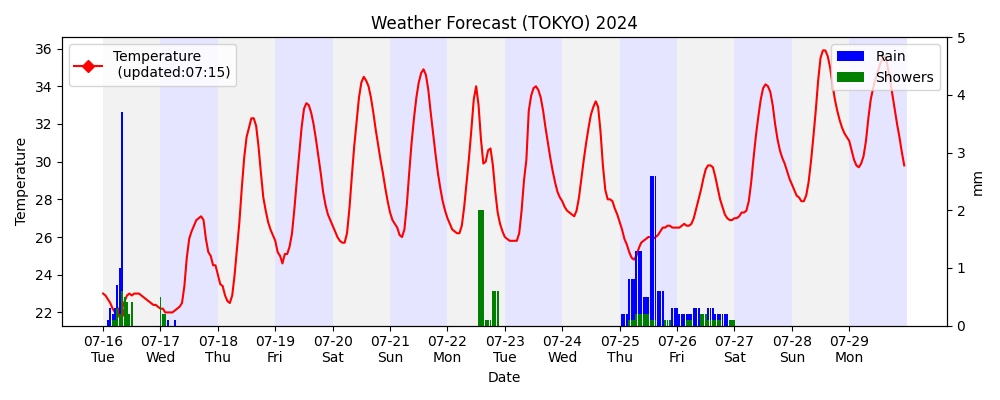 Weather Forecast (TOKYO) 2024
Temperature
(updated:07:15)
Rain
Showers
Temperature
36
34
32
30
28
26
24
22
5
4
3
2
1
0
mm
07-16 07-17 07-18 07-19 07-20 07-21 07-22 07-23 07-24 07-25 07-26 07-27 07-28 07-29
Tue Wed Thu Fri Sat Sun Mon Tue Wed Thu Fri Sat Sun Mon
Date